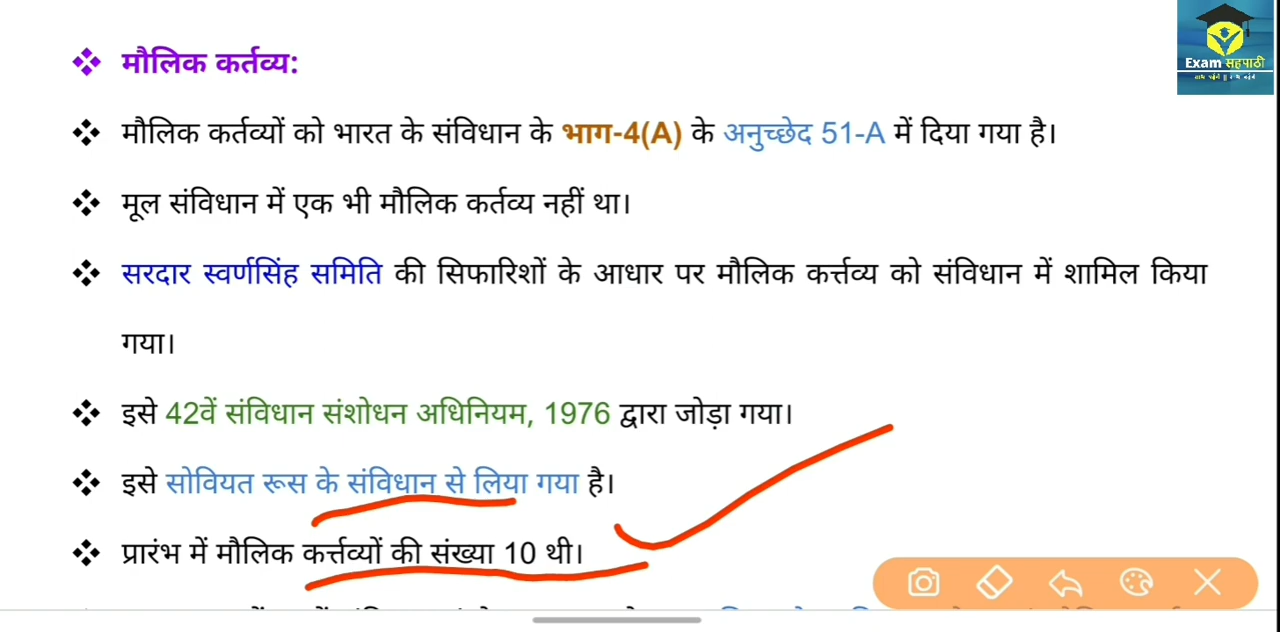 Exam सहपाठी
❖ मौलिक कर्तव्य:
❖ मौलिक कर्तव्यों को भारत के संविधान के भाग-4(A) के अनुच्छेद 51-A में दिया गया है।
❖ मूल संविधान में एक भी मौलिक कर्तव्य नहीं था।
❖ सरदार स्वर्णसिंह समिति की सिफारिशों के आधार पर मौलिक कर्त्तव्य को संविधान में शामिल किया
गया।
❖ इसे 42वें संविधान संशोधन अधिनियम, 1976 द्वारा जोड़ा गया।
❖ इसे सोवियत रूस के संविधान से लिया गया है।
❖ प्रारंभ में मौलिक कर्त्तव्यों की संख्या 10 थी।